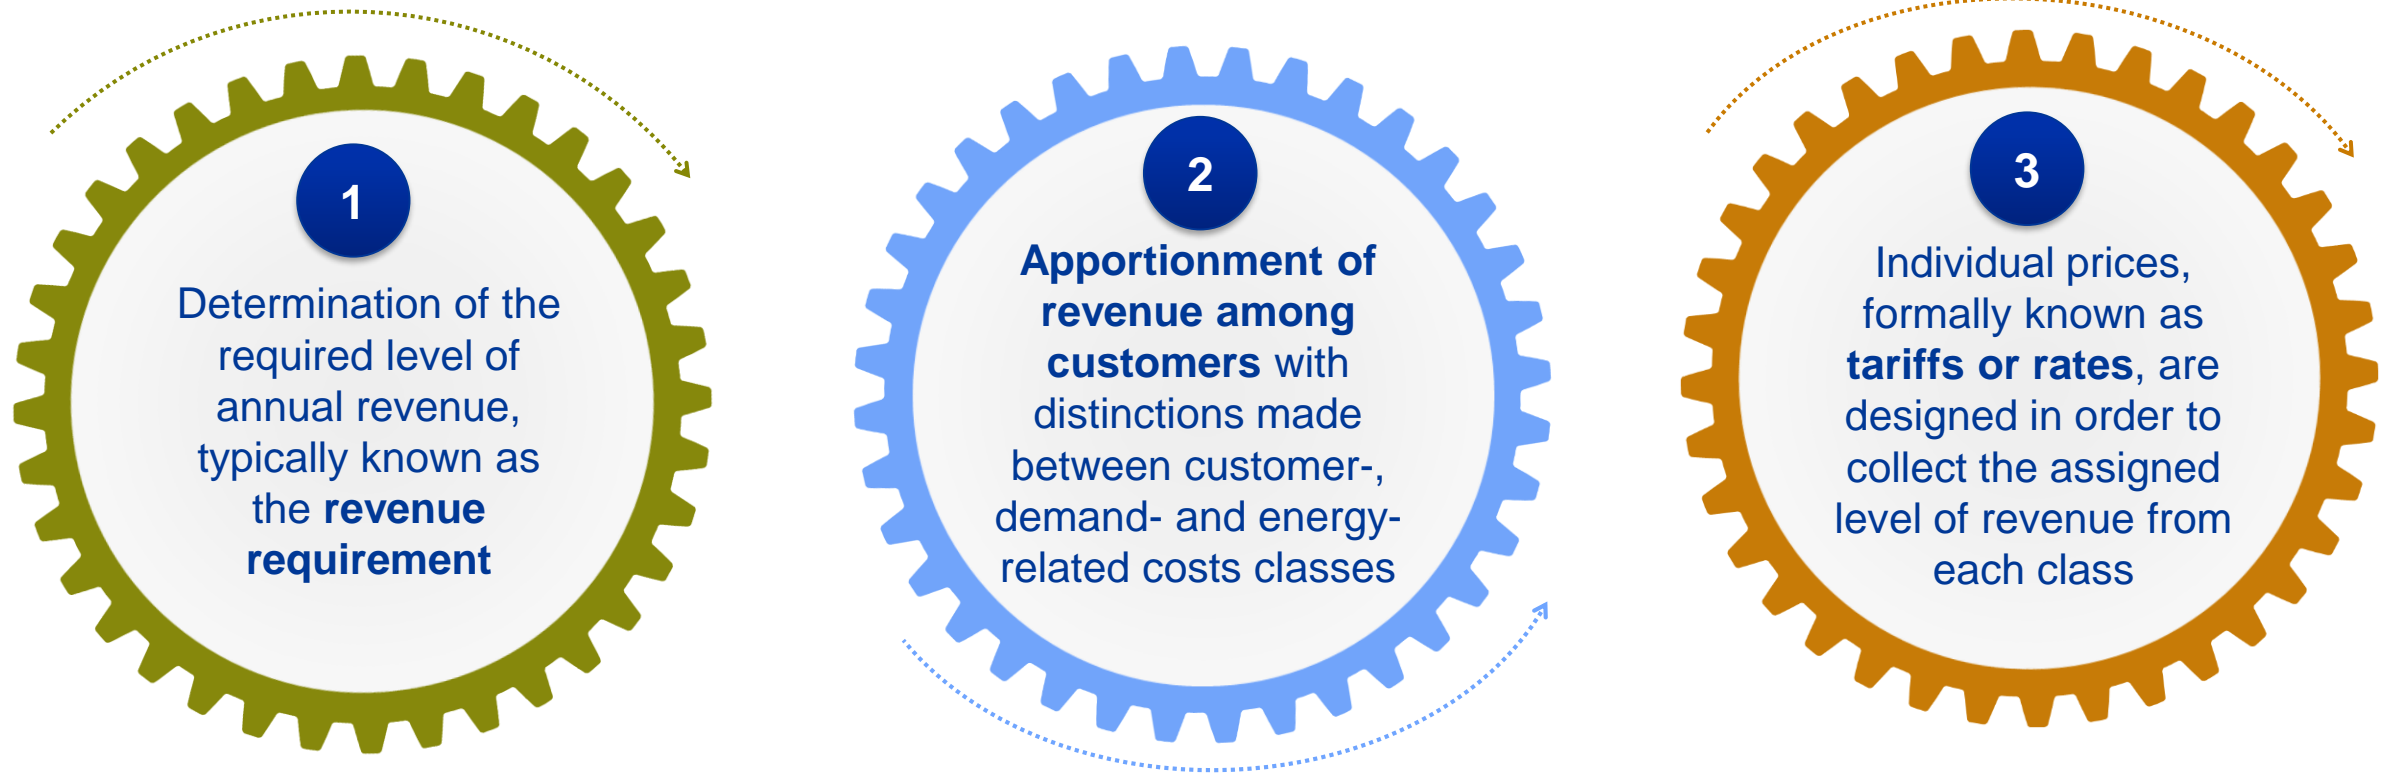 1
Determination of the
required level of
annual revenue,
typically known as
the revenue
requirement
2
Apportionment of
revenue among
customers with
distinctions made
between customer-,
demand- and energy-
related costs classes
3
Individual prices,
formally known as
tariffs or rates, are
designed in order to
collect the assigned
level of revenue from
each class